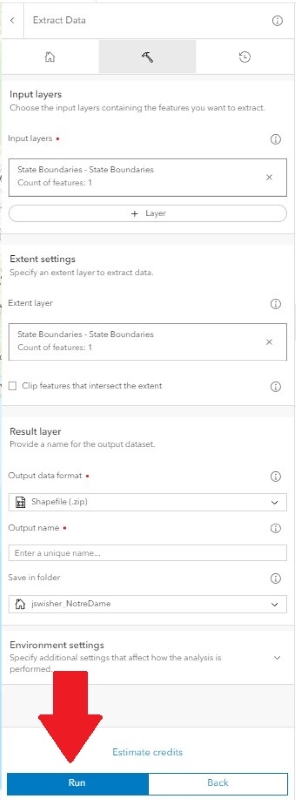 Extract Data
Input layers
Choose the input layers containing the features you want to extract.
Input layers
State Boundaries - State Boundaries
Count of features: 1
+ Layer
Extent settings
Specify an extent layer to extract data.
Extent layer
State Boundaries - State Boundaries
Count of features: 1
Clip features that intersect the extent
Result layer
Provide a name for the output dataset.
Output data format
Shapefile (.zip)
Output name
Enter a unique name...
Save in folder
jswisher_NotreDame
Environment settings
Specify additional settings that affect how the analysis is
performed.
Estimate credits
Run
Back